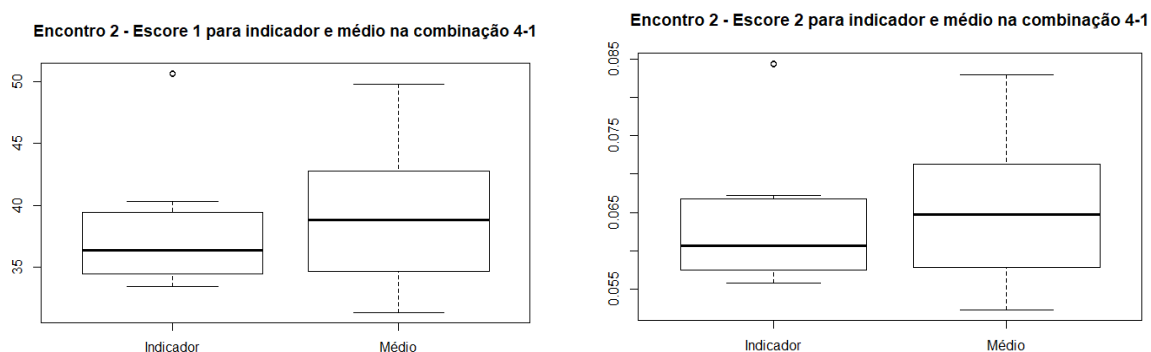 Encontro 2 - Escore 1 para indicador e médio na combinação 4-1
50
45
40
35
Indicador Médio
Encontro 2 - Escore 2 para indicador e médio na combinação 4-1
0.085
0.075
0.065
0.055
Indicador Médio